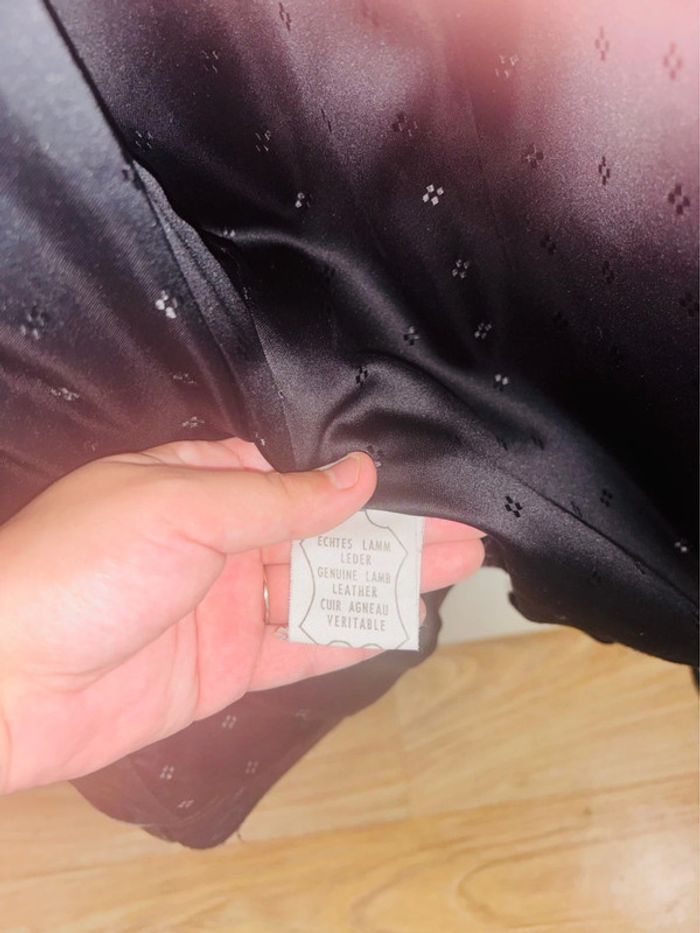 ECHTES LAMM
LEDER
GENUINE LAMB
LEATHER
CUIR AGNEAU
VERITABLE